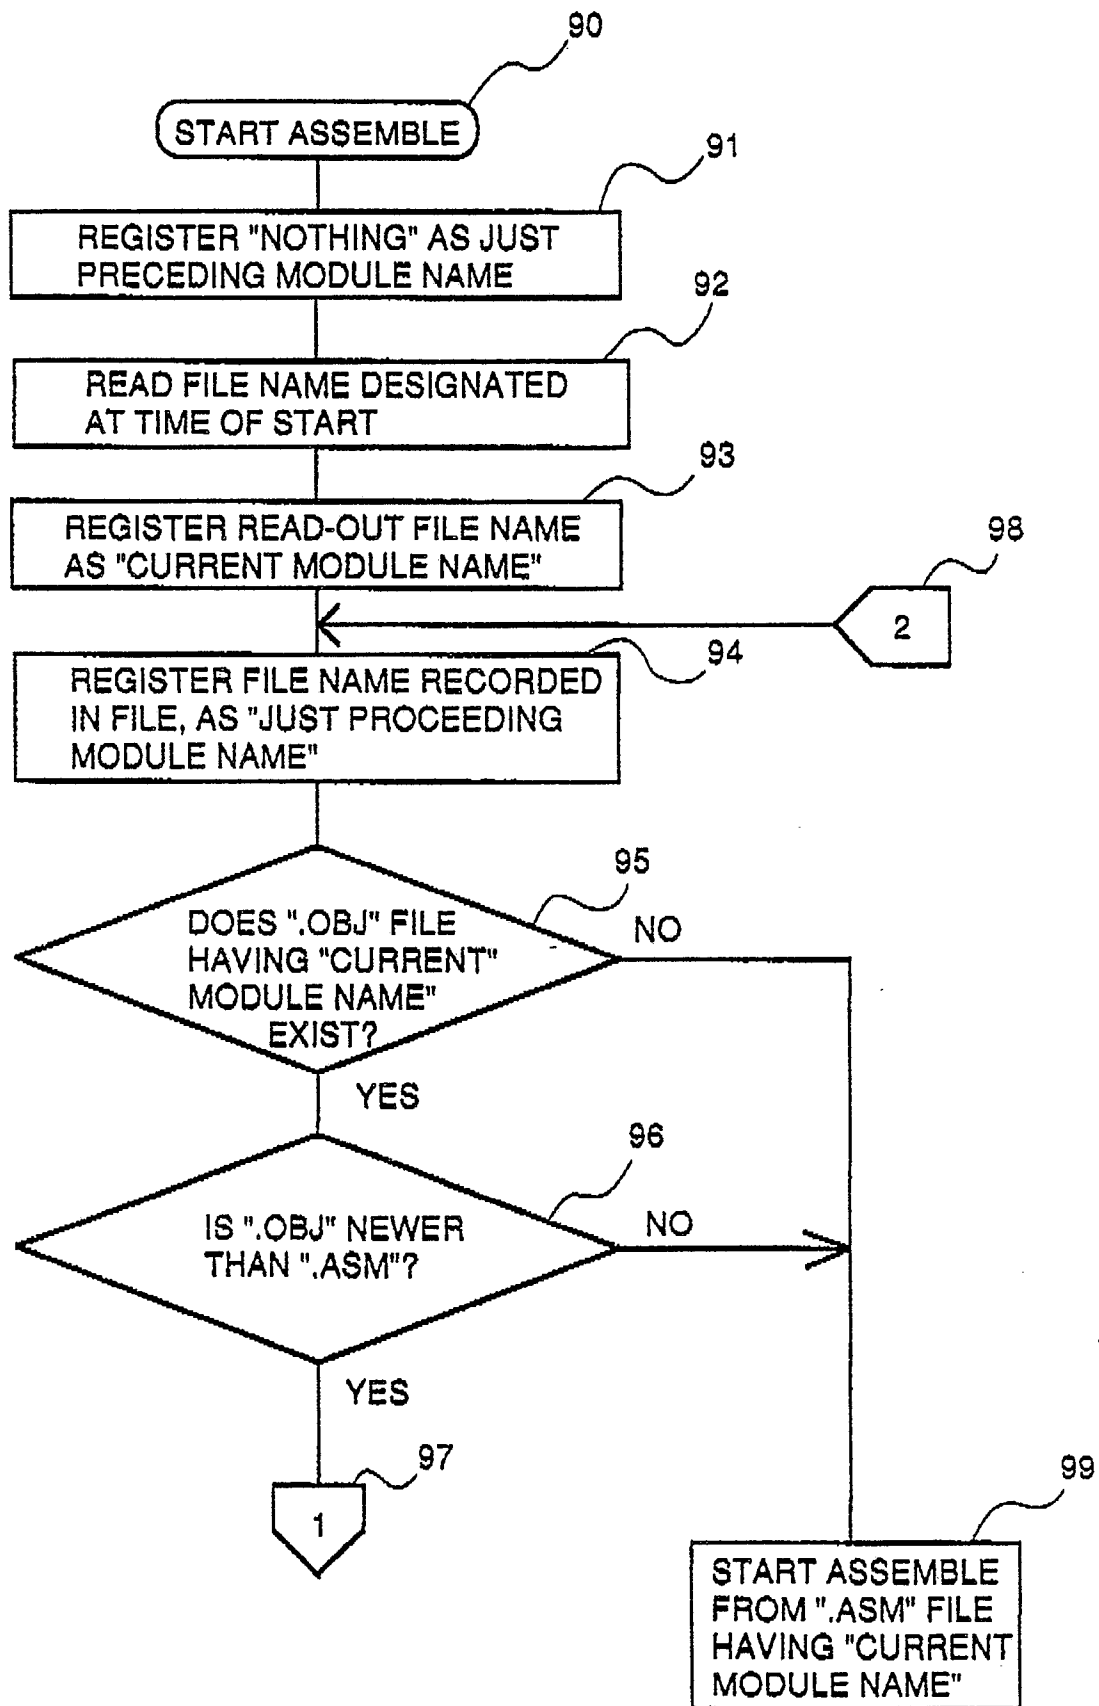 90
START ASSEMBLE
91
REGISTER "NOTHING" AS JUST
PRECEDING MODULE NAME
92
READ FILE NAME DESIGNATED
AT TIME OF START
93
REGISTER READ-OUT FILE NAME
AS "CURRENT MODULE NAME"
98
2
94
REGISTER FILE NAME RECORDED
IN FILE, AS "JUST PROCEEDING
MODULE NAME"
95
DOES ".OBJ" FILE
HAVING "CURRENT"
MODULE NAME"
EXIST?
NO
YES
96
IS ".OBJ" NEWER
THAN ".ASM"?
NO
YES
97
1
99
START ASSEMBLE
FROM ".ASM" FILE
HAVING "CURRENT
MODULE NAME"